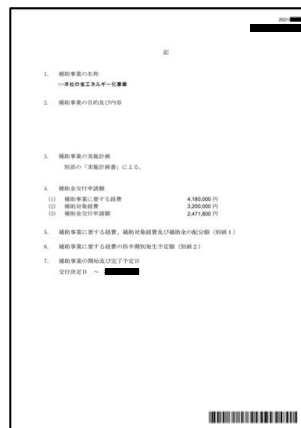 記
1. 補助事業の名称
○○本社の省エネルギー化事業
2. 補助事業の目的及び内容
3. 補助事業の実施計画
別添の「実施計画書」による。
4. 補助金交付申請額
(1) 補助事業に要する経費 4,180,000 円
(2) 補助対象経費 3,200,000 円
(3) 補助金交付申請額 2,471,800 円
5. 補助事業に要する経費、補助対象経費及び補助金の配分額（別紙１）
6. 補助事業に要する経費の四半期別発生予定額（別紙２）
7. 補助事業の開始及び完了予定日
交付決定日 ～